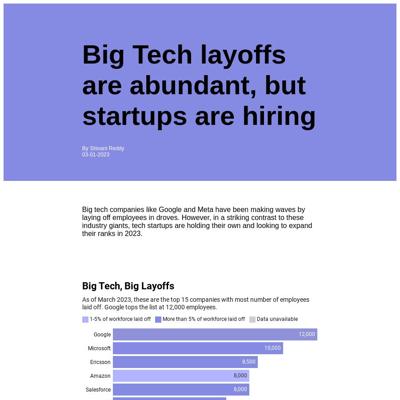 Big Tech layoffs
are abundant, but
startups are hiring
By Shivani Reddy
03-01-2023
Big tech companies like Google and Meta have been making waves by
laying off employees in droves. However, in a striking contrast to these
industry giants, tech startups are holding their own and looking to expand
their ranks in 2023.
Big Tech, Big Layoffs
As of March 2023, these are the top 15 companies with most number of employees
laid off. Google tops the list at 12,000 employees.
1-5% of workforce laid off More than 5% of workforce laid off Data unavailable
Google 12,000
Microsoft 10,000
Ericsson 8,500
Amazon 8,000
Salesforce 8,000